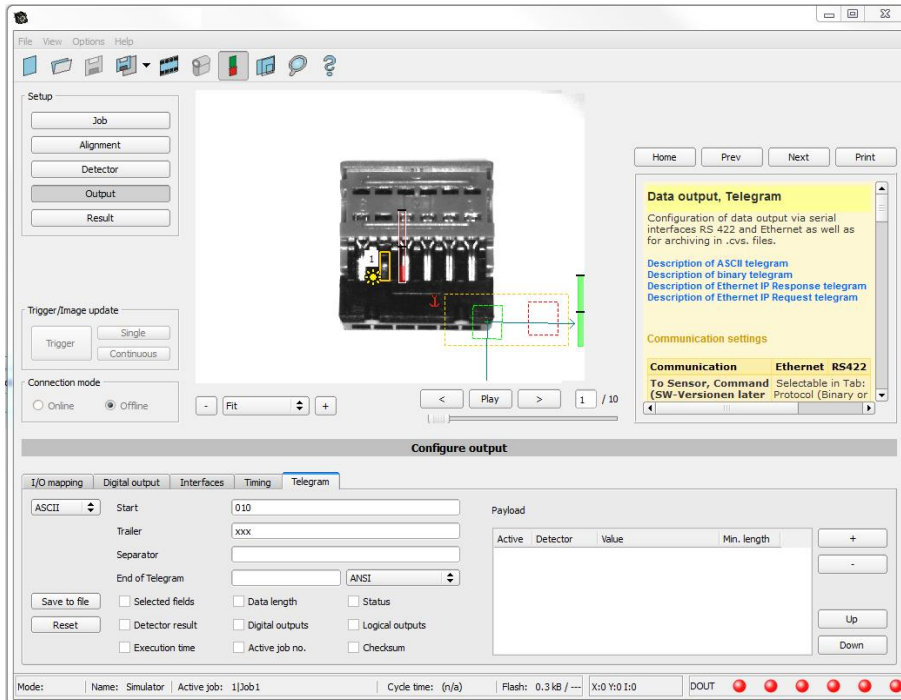 File View Options Help
Setup
Job
Alignment
Detector
Output
Result
Trigger/Image update
Trigger
Single
Continuous
Connection mode
Online
Offline
1
-
Fit
+
<
Play
>
1 / 10
Home
Prev
Next
Print
Data output, Telegram
Configuration of data output via serial
interfaces RS 422 and Ethernet as well as
for archiving in .cvs. files.
Description of ASCII telegram
Description of binary telegram
Description of Ethernet IP Response telegram
Description of Ethernet IP Request telegram
Communication settings
Communication Ethernet RS422
To Sensor, Command Selectable in Tab:
(SW-Versionen later Protocol (Binary or
Configure output
I/O mapping Digital output Interfaces Timing Telegram
ASCII
Start 010
Trailer xxx
Separator
End of Telegram ANSI
Save to file
Reset
Selected fields Data length Status
Detector result Digital outputs Logical outputs
Execution time Active job no. Checksum
Payload
Active Detector Value Min. length
+
-
Up
Down
Mode: Name: Simulator Active job: 1|Job1 Cycle time: (n/a) Flash: 0.3 kB / --- X:0 Y:0 I:0 DOUT